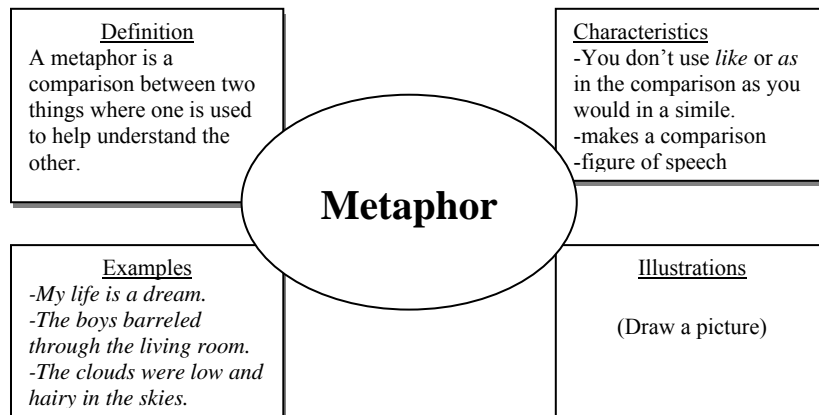 Definition
A metaphor is a
comparison between two
things where one is used
to help understand the
other.
Characteristics
-You don’t use like or as
in the comparison as you
would in a simile.
-makes a comparison
-figure of speech
Metaphor
Examples
-My life is a dream.
-The boys barreled
through the living room.
-The clouds were low and
hairy in the skies.
Illustrations
(Draw a picture)